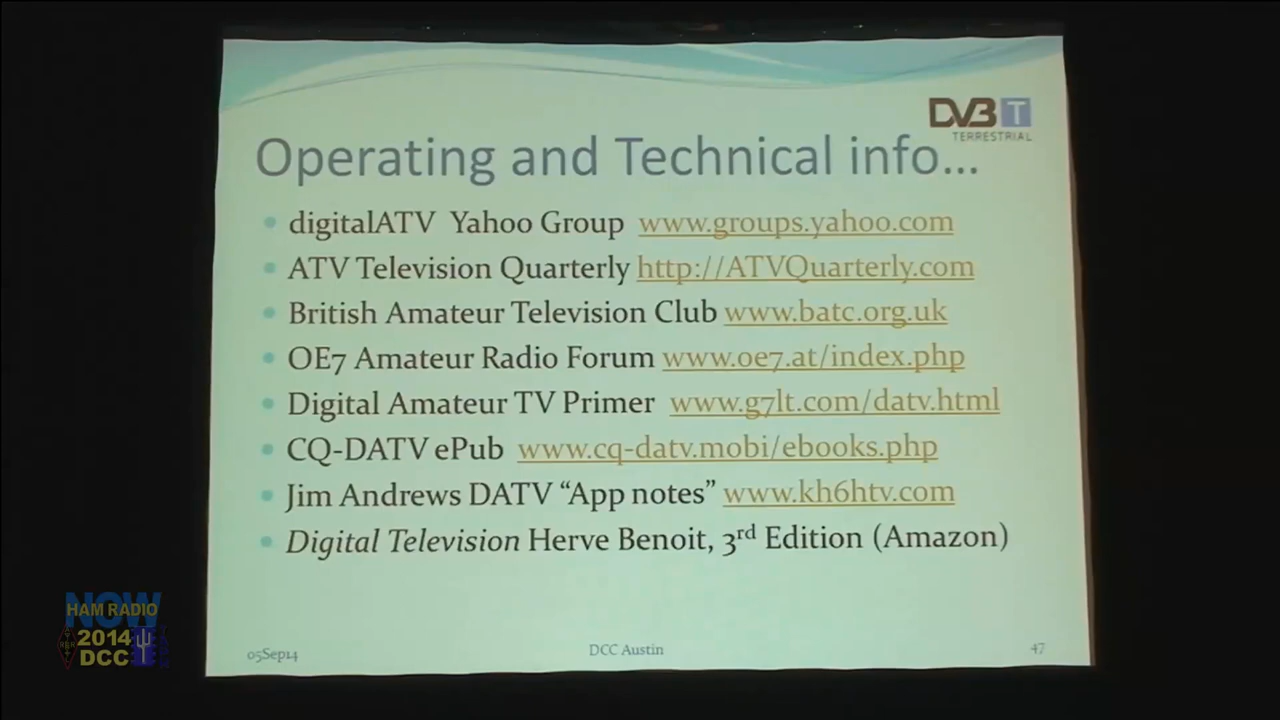 DVB T
TERRESTRIAL
Operating and Technical info...
digitalATV Yahoo Group www.groups.yahoo.com
ATV Television Quarterly http://ATVQuarterly.com
British Amateur Television Club www.batc.org.uk
OE7 Amateur Radio Forum www.oe7.at/index.php
Digital Amateur TV Primer www.g7lt.com/datv.html
CQ-DATV ePub www.cq-datv.mobi/ebooks.php
Jim Andrews DATV “App notes” www.kh6htv.com
Digital Television Herve Benoit, 3rd Edition (Amazon)
05Sep14 DCC Austin 47
NOW
HAM RADIO
2014
DCC